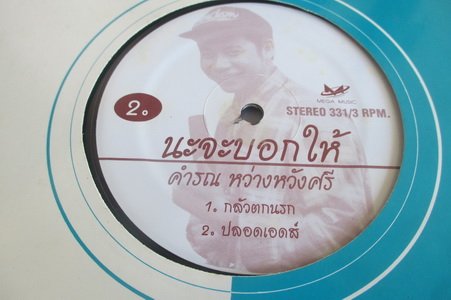 MEGA MUSIC
2.
STEREO 331/3 RPM.
นะจะบอกให้
คำรณ หว่างหวังศรี
1. กลัวตกนรก
2. ปลอดเอดส์